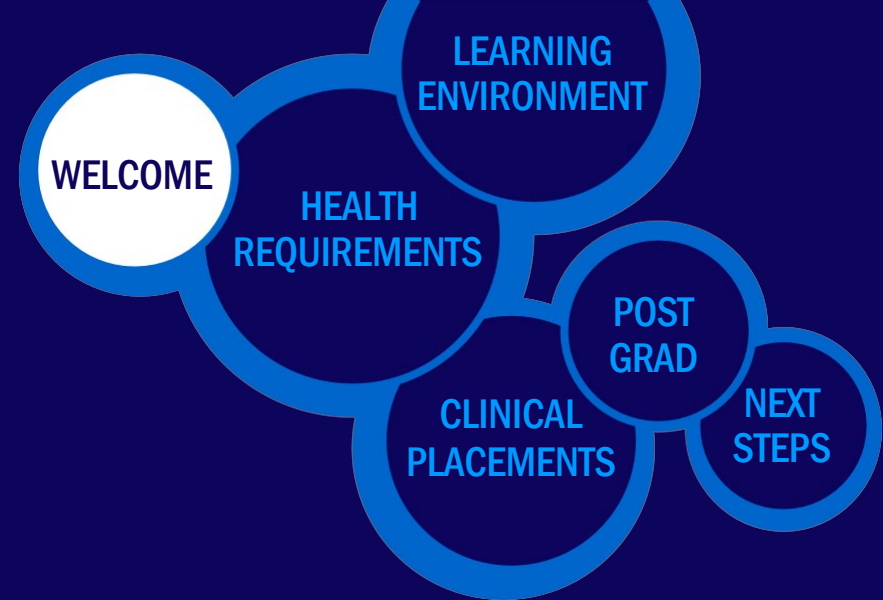 WELCOME
HEALTH
REQUIREMENTS
LEARNING
ENVIRONMENT
CLINICAL
PLACEMENTS
POST
GRAD
NEXT
STEPS